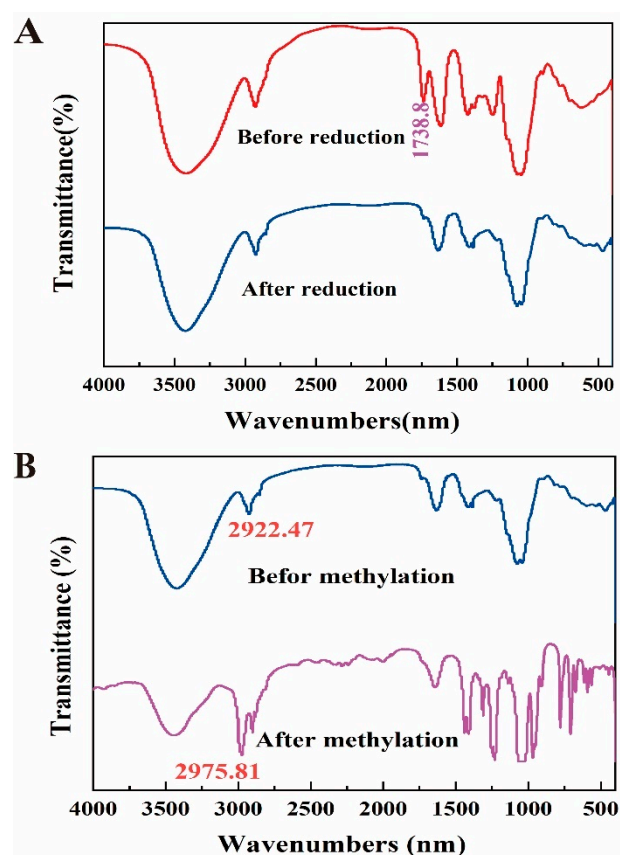 A
Transmittance(%)
1738.8
Before reduction
After reduction
4000 3500 3000 2500 2000 1500 1000 500
Wavenumbers(nm)
B
Transmittance (%)
2922.47
Befor methylation
After methylation
2975.81
4000 3500 3000 2500 2000 1500 1000 500
Wavenumbers (nm)